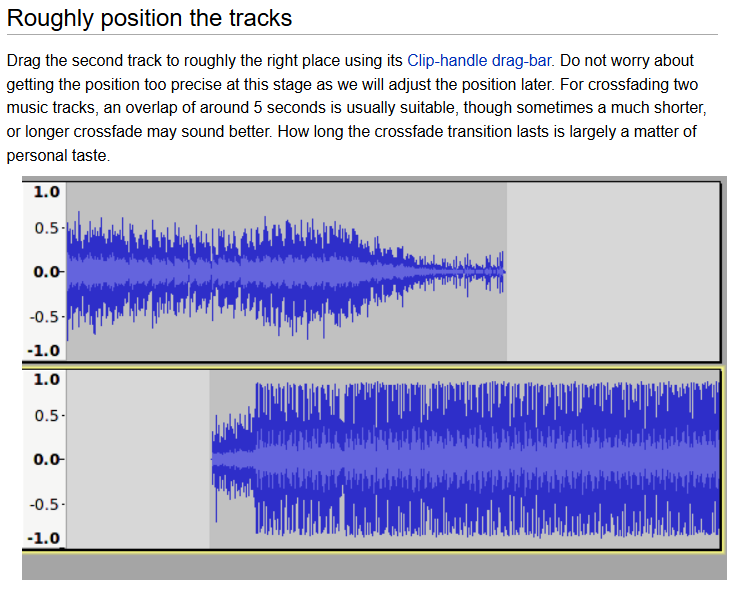 Roughly position the tracks
Drag the second track to roughly the right place using its Clip-handle drag-bar. Do not worry about
getting the position too precise at this stage as we will adjust the position later. For crossfading two
music tracks, an overlap of around 5 seconds is usually suitable, though sometimes a much shorter,
or longer crossfade may sound better. How long the crossfade transition lasts is largely a matter of
personal taste.
1.0
0.5-
0.0-
-0.5-
-1.0
1.0
0.5-
0.0-
-0.5-
-1.0